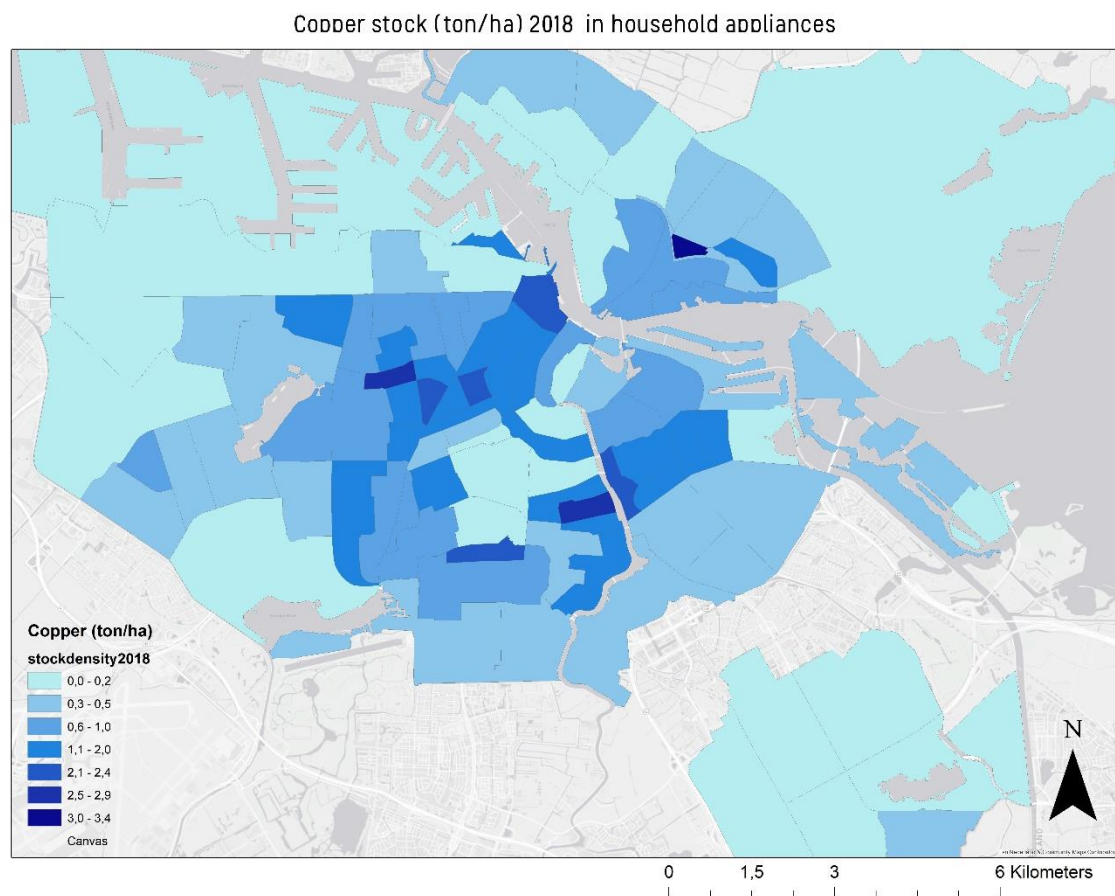 Copper stock (ton/ha) 2018 in household appliances
Copper (ton/ha)
stockdensity2018
0,0 - 0,2
0,3 - 0,5
0,6 - 1,0
1,1 - 2,0
2,1 - 2,4
2,5 - 2,9
3,0 - 3,4
Canvas
N
0 1,5 3 6 Kilometers